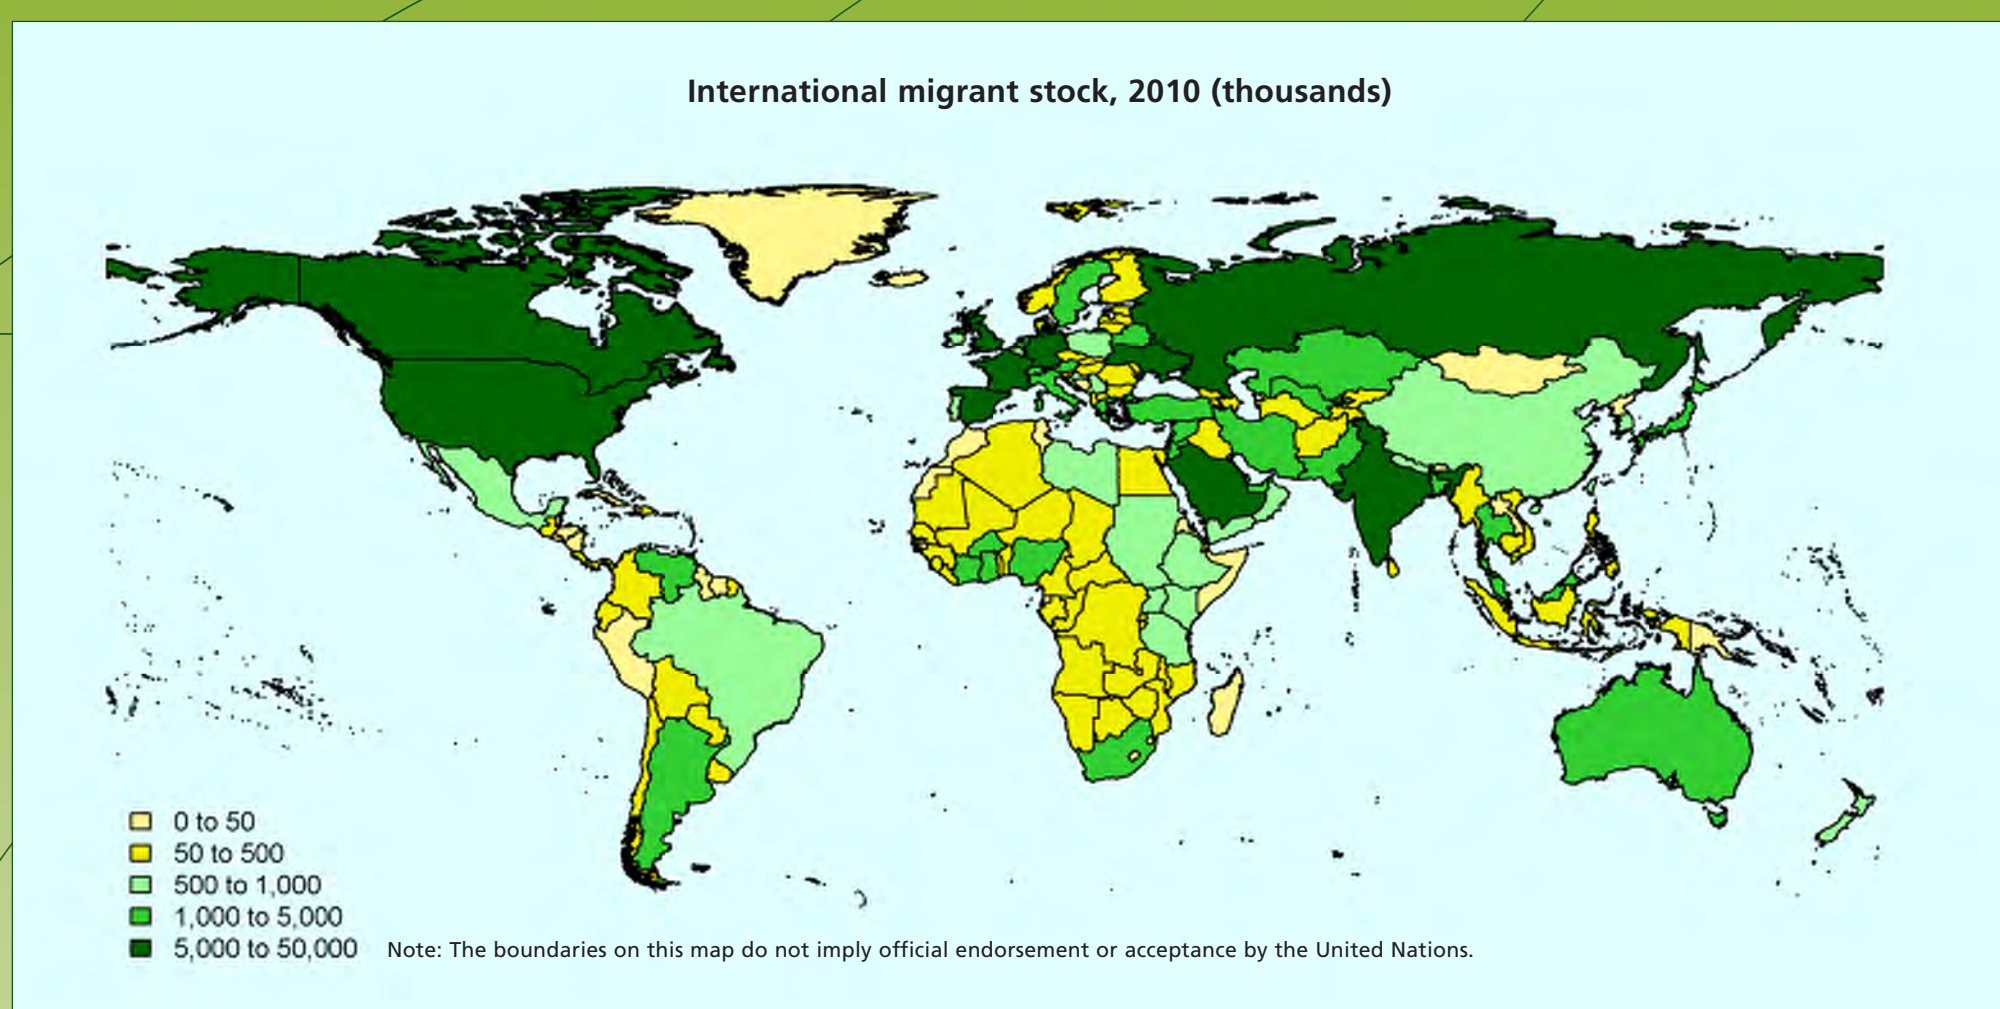 International migrant stock, 2010 (thousands)
0 to 50
50 to 500
500 to 1,000
1,000 to 5,000
5,000 to 50,000
Note: The boundaries on this map do not imply official endorsement or acceptance by the United Nations.